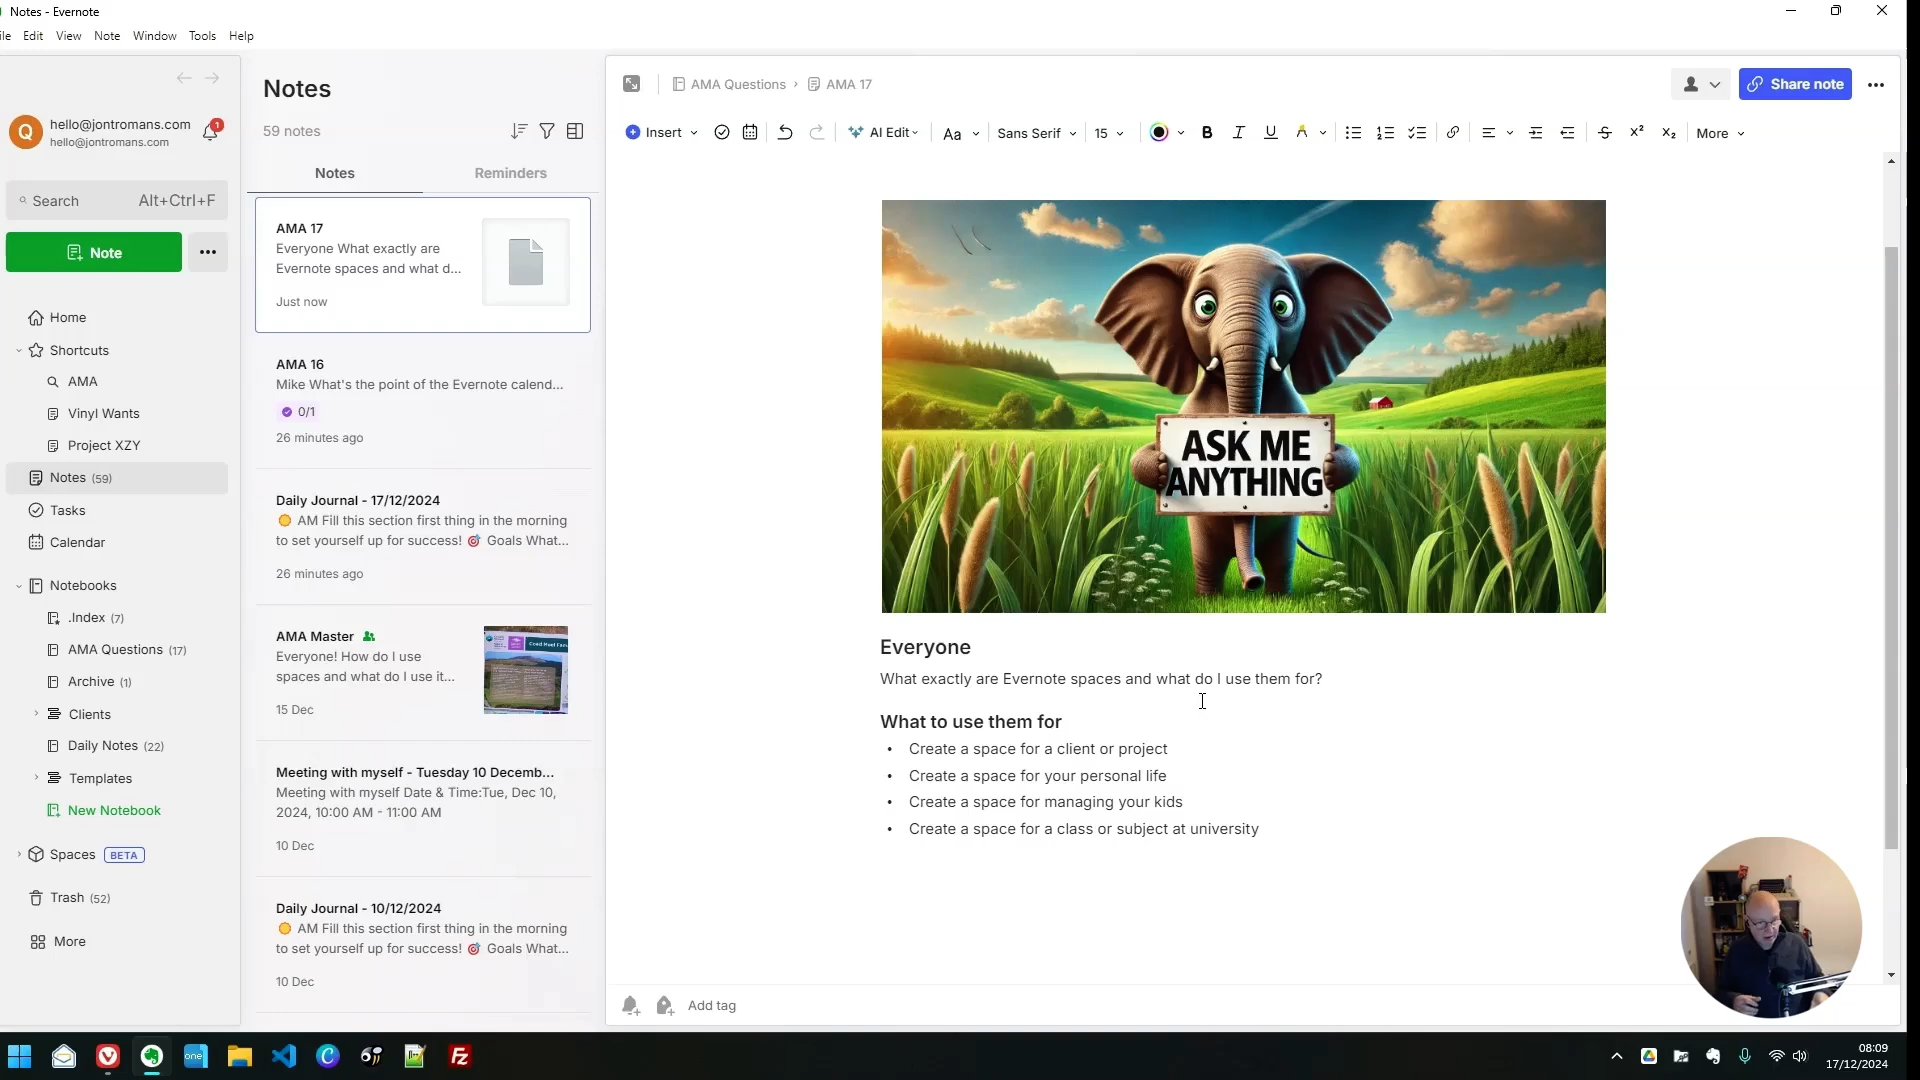 Notes - Evernote
ile Edit View Note Window Tools Help
Q hello@jontromans.com 1
hello@jontromans.com
Search Alt+Ctrl+F
Note
Home
Shortcuts
AMA
Vinyl Wants
Project XZY
Notes (59)
Tasks
Calendar
Notebooks
.Index (7)
AMA Questions (17)
Archive (1)
Clients
Daily Notes (22)
Templates
New Notebook
Spaces BETA
Trash (52)
More
Notes
59 notes
Notes Reminders
AMA 17
Everyone What exactly are
Evernote spaces and what d...
Just now
AMA 16
Mike What's the point of the Evernote calend...
0/1
26 minutes ago
Daily Journal - 17/12/2024
AM Fill this section first thing in the morning
to set yourself up for success! Goals What...
26 minutes ago
AMA Master
Everyone! How do I use
spaces and what do I use it...
15 Dec
Meeting with myself - Tuesday 10 Decemb...
Meeting with myself Date & Time:Tue, Dec 10,
2024, 10:00 AM - 11:00 AM
10 Dec
Daily Journal - 10/12/2024
AM Fill this section first thing in the morning
to set yourself up for success! Goals What...
10 Dec
AMA Questions › AMA 17
Share note
Insert AI Edit Aa Sans Serif 15 B I U More
ASK ME
ANYTHING
Everyone
What exactly are Evernote spaces and what do I use them for?
What to use them for
• Create a space for a client or project
• Create a space for your personal life
• Create a space for managing your kids
• Create a space for a class or subject at university
Add tag
one
08:09
17/12/2024